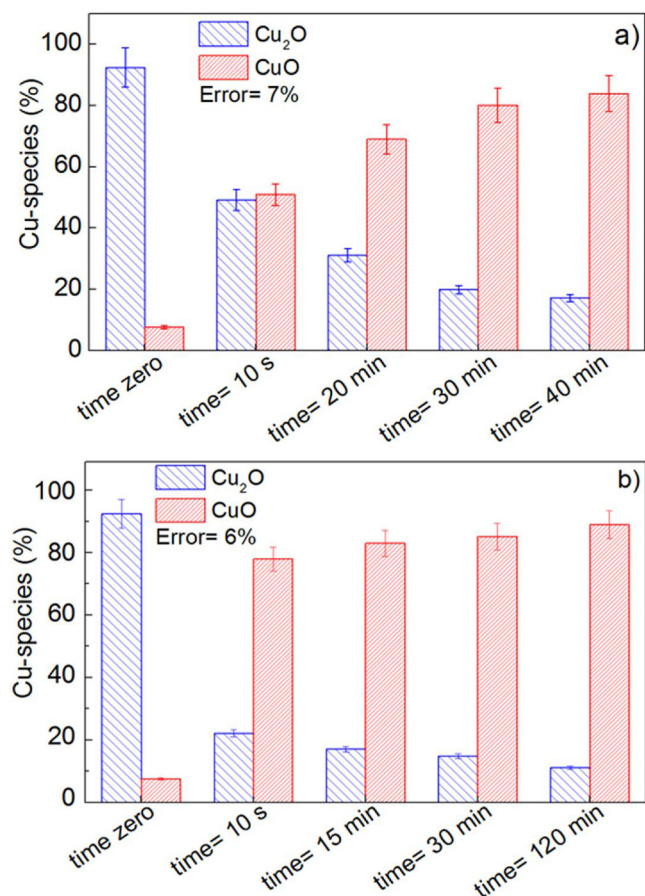 a)
Cu₂O
CuO
Error= 7%
Cu-species (%)
100
80
60
40
20
0
time zero
time= 10 s
time= 20 min
time= 30 min
time= 40 min
b)
Cu₂O
CuO
Error= 6%
Cu-species (%)
100
80
60
40
20
0
time zero
time= 10 s
time= 15 min
time= 30 min
time= 120 min